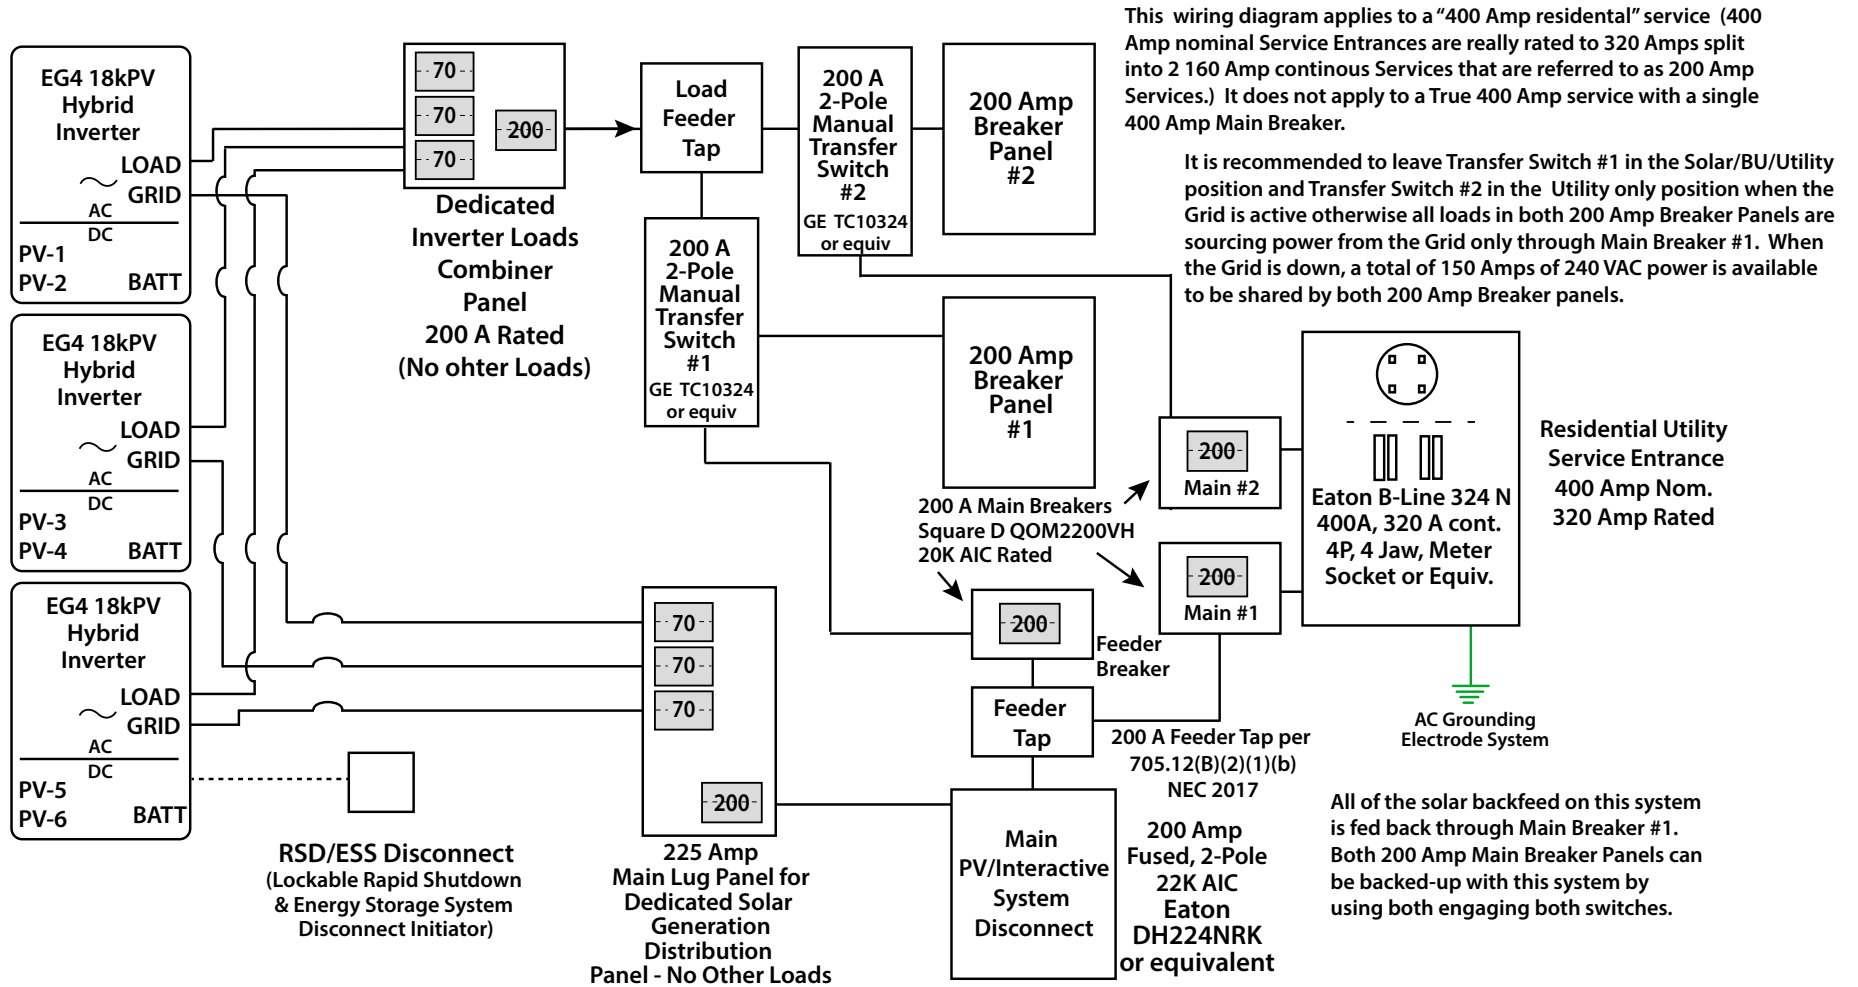 This wiring diagram applies to a “400 Amp residental” service (400
Amp nominal Service Entrances are really rated to 320 Amps split
into 2 160 Amp continous Services that are referred to as 200 Amp
Services.) It does not apply to a True 400 Amp service with a single
400 Amp Main Breaker.
It is recommended to leave Transfer Switch #1 in the Solar/BU/Utility
position and Transfer Switch #2 in the Utility only position when the
Grid is active otherwise all loads in both 200 Amp Breaker Panels are
sourcing power from the Grid only through Main Breaker #1. When
the Grid is down, a total of 150 Amps of 240 VAC power is available
to be shared by both 200 Amp Breaker panels.
EG4 18kPV
Hybrid
Inverter
LOAD
GRID
AC
DC
PV-1
PV-2
BATT
EG4 18kPV
Hybrid
Inverter
LOAD
GRID
AC
DC
PV-3
PV-4
BATT
EG4 18kPV
Hybrid
Inverter
LOAD
GRID
AC
DC
PV-5
PV-6
BATT
70
70
70
200
Dedicated
Inverter Loads
Combiner
Panel
200 A Rated
(No ohter Loads)
Load
Feeder
Tap
200 A
2-Pole
Manual
Transfer
Switch
#2
GE TC10324
or equiv
200 Amp
Breaker
Panel
#2
200 A
2-Pole
Manual
Transfer
Switch
#1
GE TC10324
or equiv
200 Amp
Breaker
Panel
#1
200 A Main Breakers
Square D QOM2200VH
20K AIC Rated
200
Main #2
200
Main #1
Eaton B-Line 324 N
400A, 320 A cont.
4P, 4 Jaw, Meter
Socket or Equiv.
Residential Utility
Service Entrance
400 Amp Nom.
320 Amp Rated
AC Grounding
Electrode System
200
Feeder
Breaker
Feeder
Tap
200 A Feeder Tap per
705.12(B)(2)(1)(b)
NEC 2017
70
70
70
200
225 Amp
Main Lug Panel for
Dedicated Solar
Generation
Distribution
Panel - No Other Loads
RSD/ESS Disconnect
(Lockable Rapid Shutdown
& Energy Storage System
Disconnect Initiator)
Main
PV/Interactive
System
Disconnect
200 Amp
Fused, 2-Pole
22K AIC
Eaton
DH224NRK
or equivalent
All of the solar backfeed on this system
is fed back through Main Breaker #1.
Both 200 Amp Main Breaker Panels can
be backed-up with this system by
using both engaging both switches.